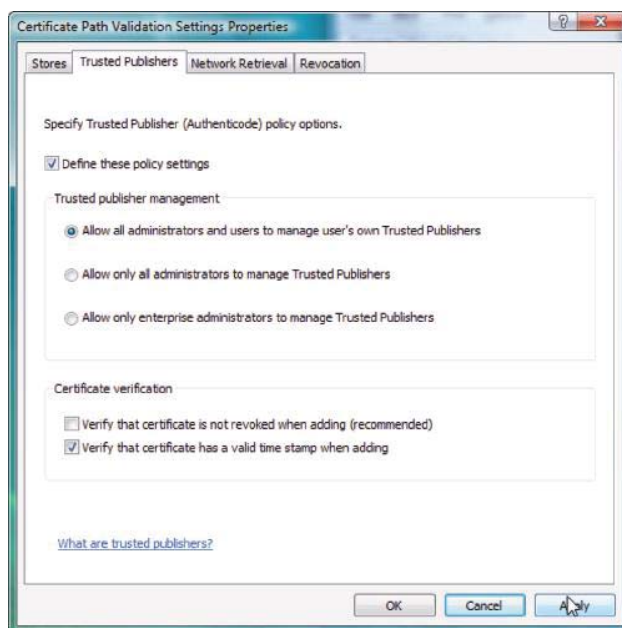 Certificate Path Validation Settings Properties
Stores Trusted Publishers Network Retrieval Revocation
Specify Trusted Publisher (Authenticode) policy options.
Define these policy settings
Trusted publisher management
Allow all administrators and users to manage user's own Trusted Publishers
Allow only all administrators to manage Trusted Publishers
Allow only enterprise administrators to manage Trusted Publishers
Certificate verification
Verify that certificate is not revoked when adding (recommended)
Verify that certificate has a valid time stamp when adding
What are trusted publishers?
OK Cancel Apply